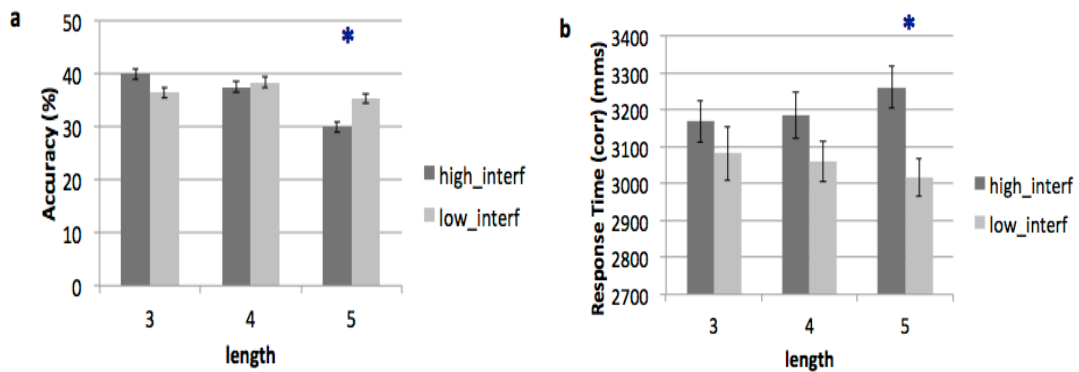 a
50
40
30
20
10
0
Accuracy (%)
*
3 4 5
length
high_interf
low_interf
b
3400
3300
3200
3100
3000
2900
2800
2700
Response Time (corr) (mms)
*
3 4 5
length
high_interf
low_interf